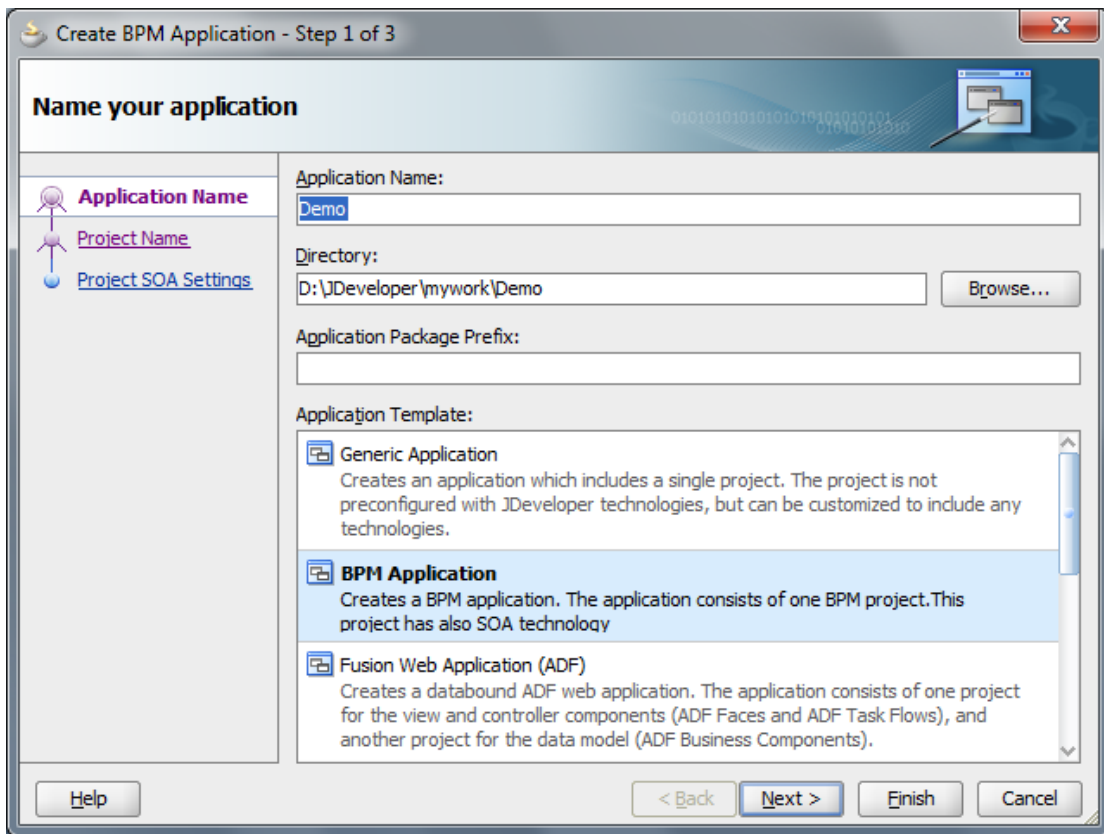 Create BPM Application - Step 1 of 3
Name your application
0101010101010101010101010101
01010101010
Application Name
Project Name
Project SOA Settings
Application Name:
Demo
Directory:
D:\JDeveloper\mywork\Demo
Browse...
Application Package Prefix:
Application Template:
Generic Application
Creates an application which includes a single project. The project is not
preconfigured with JDeveloper technologies, but can be customized to include any
technologies.
BPM Application
Creates a BPM application. The application consists of one BPM project.This
project has also SOA technology
Fusion Web Application (ADF)
Creates a databound ADF web application. The application consists of one project
for the view and controller components (ADF Faces and ADF Task Flows), and
another project for the data model (ADF Business Components).
Help
< Back
Next >
Finish
Cancel